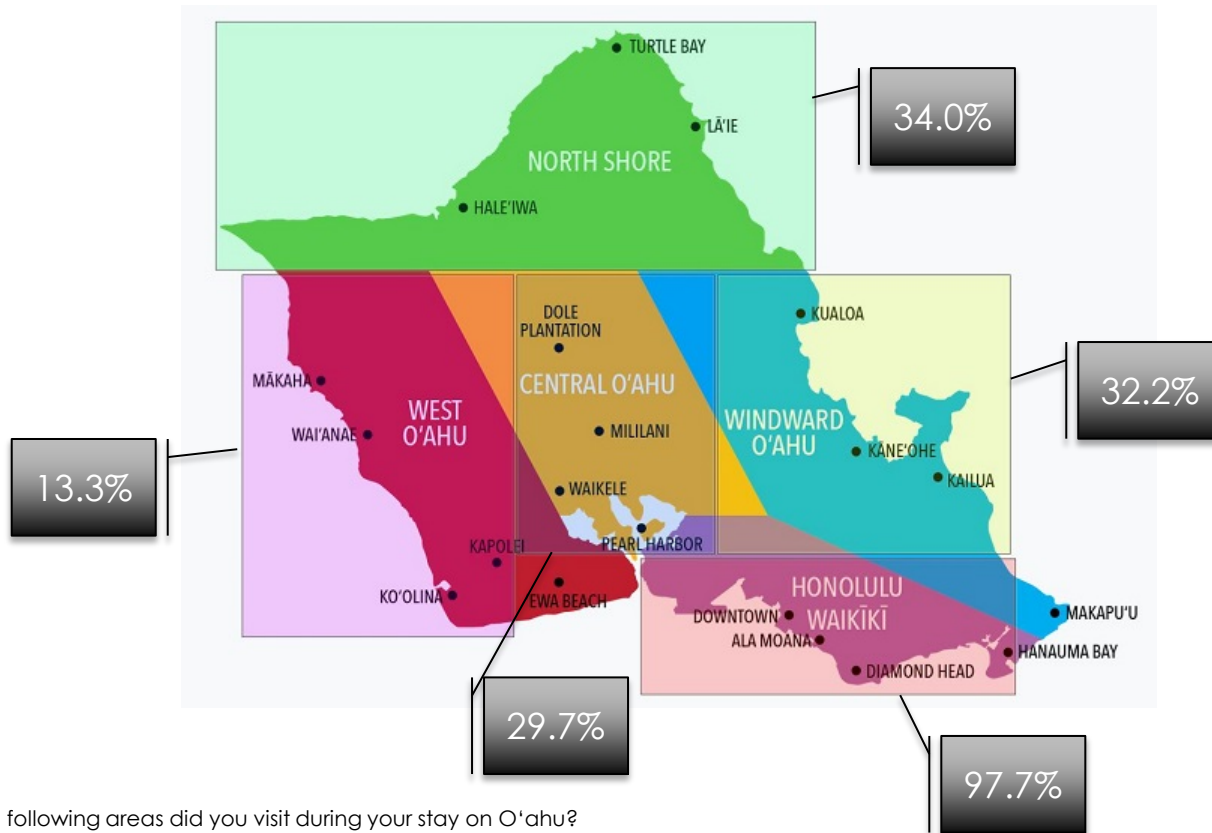 TURTLE BAY
34.0%
LĀ'IE
NORTH SHORE
HALE'IWA
KUALOA
DOLE
PLANTATION
32.2%
MĀKAHA
CENTRAL O'AHU
WEST
O'AHU
WINDWARD
O'AHU
WAI'ANAE
MILILANI
KĀNE'OHE
13.3%
KAILUA
WAIKELE
PEARL HARBOR
KAPOLEI
KO'OLINA
EWA BEACH
HONOLULU
WAIKĪKĪ
DOWNTOWN
MAKAPU'U
ALA MOANA
HANAUMA BAY
DIAMOND HEAD
29.7%
97.7%
following areas did you visit during your stay on O‘ahu?